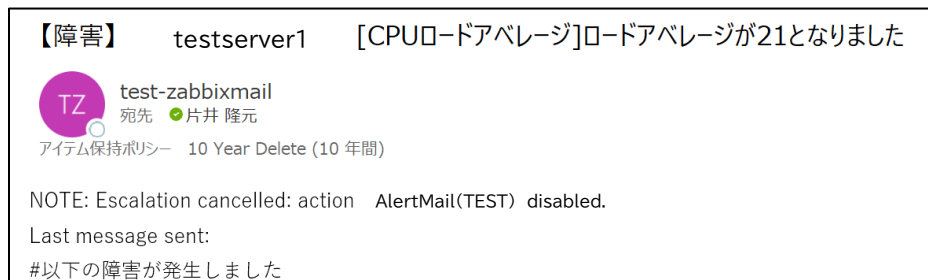 【障害】 testserver1 [CPUロードアベレージ]ロードアベレージが21となりました
TZ
test-zabbixmail
宛先 片井 隆元
アイテム保持ポリシー 10 Year Delete (10 年間)
NOTE: Escalation cancelled: action AlertMail(TEST) disabled.
Last message sent:
#以下の障害が発生しました